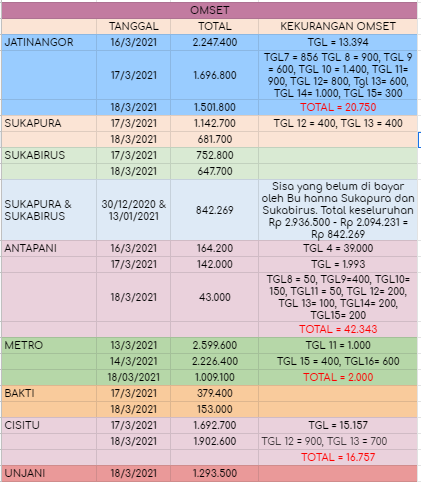 OMSET
TANGGAL TOTAL KEKURANGAN OMSET
JATINANGOR 16/3/2021 2.247.400 TGL = 13.394
17/3/2021 1.696.800 TGL7 = 856 TGL 8 = 900, TGL 9
= 600, TGL 10 = 1.400, TGL 11=
900, TGL 12= 800, Tgl 13= 600,
TGL 14= 1.000, TGL 15= 300
18/3/2021 1.501.800 TOTAL = 20.750
SUKAPURA 17/3/2021 1.142.700 TGL 12 = 400, TGL 13 = 400
18/3/2021 681.700
SUKABIRUS 17/3/2021 752.800
18/3/2021 647.700
SUKAPURA &
SUKABIRUS
30/12/2020 &
13/01/2021
842.269
Sisa yang belum di bayar
oleh Bu hanna Sukapura dan
Sukabirus. Total keseluruhan
Rp 2.936.500 - Rp 2.094.231 =
Rp 842.269
ANTAPANI 16/3/2021 164.200 TGL 4 = 39.000
17/3/2021 142.000 TGL = 1.993
18/3/2021 43.000 TGL8 = 50, TGL9=400, TGL10=
150, TGL11 = 50, TGL 12= 200,
TGL 13= 100, TGL14= 200,
TGL15= 200
TOTAL = 42.343
METRO 13/3/2021 2.599.600 TGL 11 = 1.000
14/3/2021 2.226.400 TGL 15 = 400, TGL16= 600
18/03/2021 1.009.100 TOTAL = 2.000
BAKTI 17/3/2021 379.400
18/3/2021 153.000
CISITU 17/3/2021 1.692.700 TGL = 15.157
18/3/2021 1.902.600 TGL 12 = 900, TGL 13 = 700
TOTAL = 16.757
UNJANI 18/3/2021 1.293.500